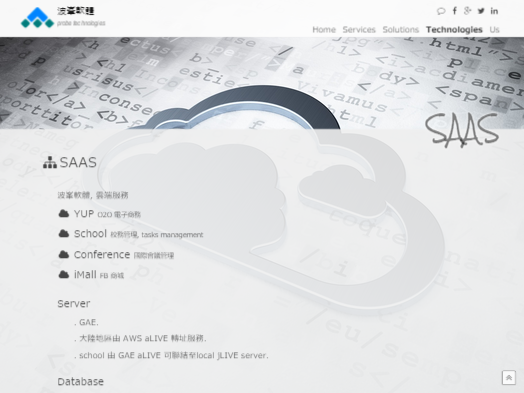 波峯軟體
probe technologies
Home Services Solutions Technologies Us
SAAS
SAAS
波峯軟體, 雲端服務
YUP O2O 電子商務
School 校務管理, tasks management
Conference 國際會議管理
iMall FB 商城
Server
. GAE.
. 大陸地區由 AWS aLIVE 轉址服務.
. school 由 GAE aLIVE 可聯結至local jLIVE server.
Database